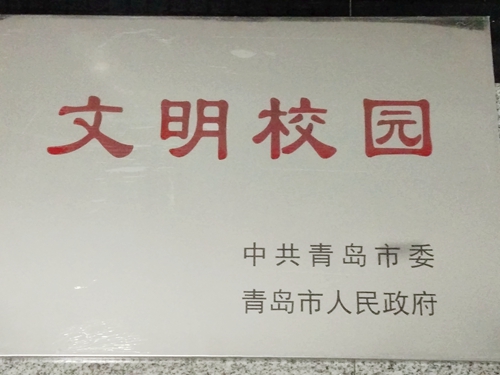 文明校园
中共青岛市委
青岛市人民政府